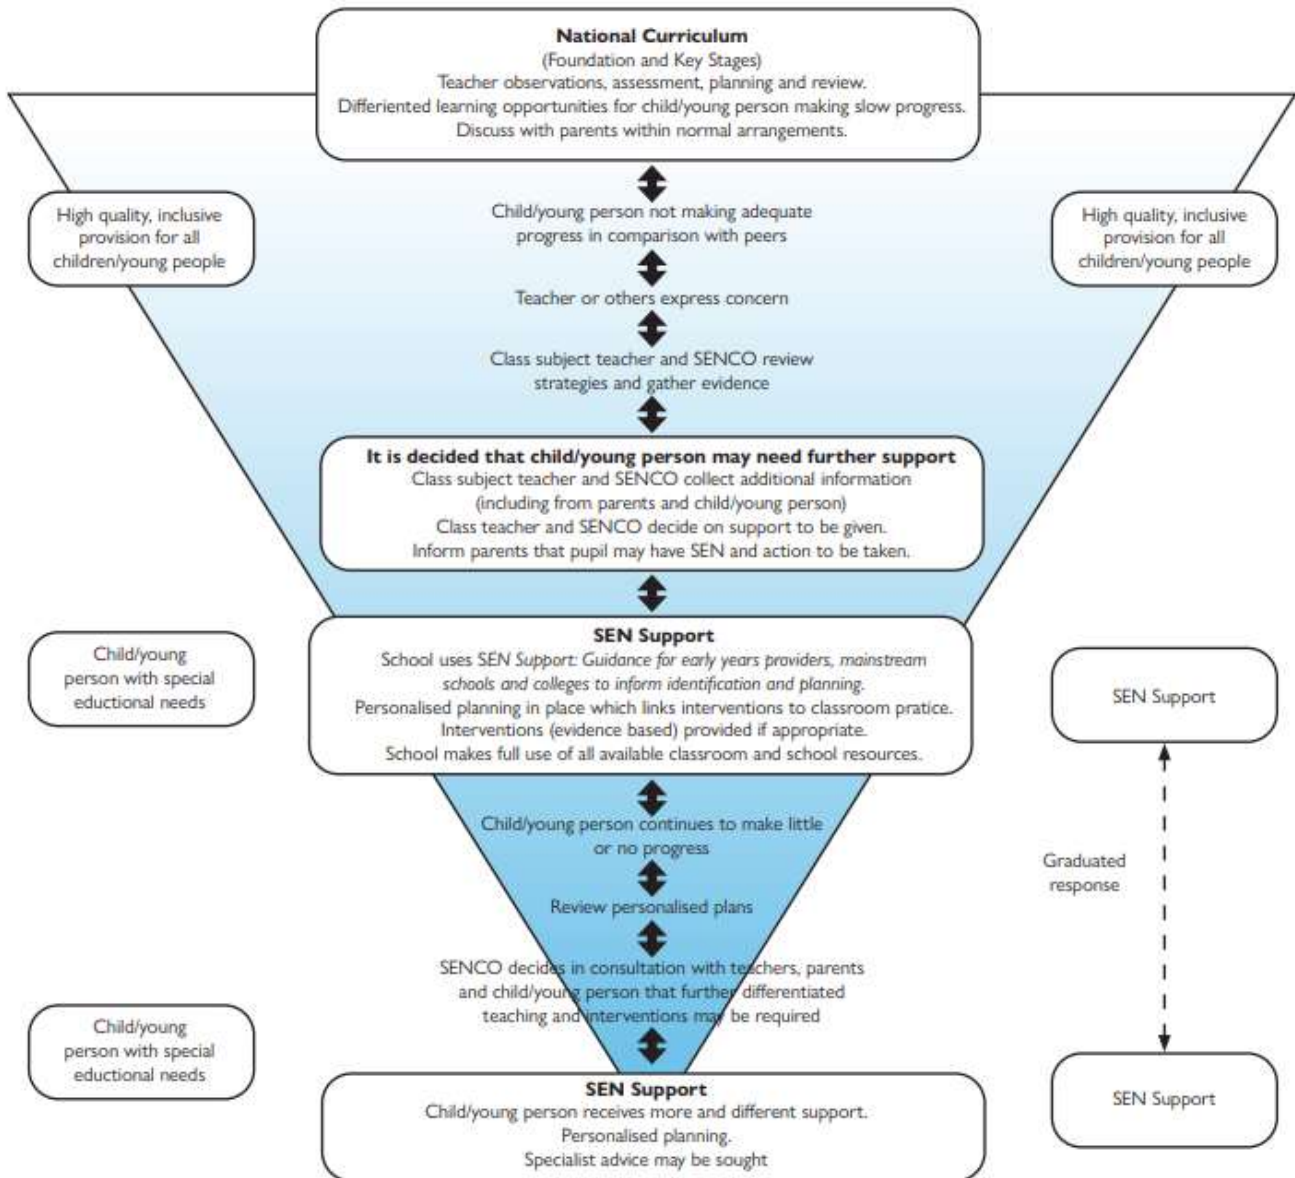 National Curriculum
(Foundation and Key Stages)
Teacher observations, assessment, planning and review.
Differiented learning opportunities for child/young person making slow progress.
Discuss with parents within normal arrangements.
High quality, inclusive
provision for all
children/young people
Child/young person not making adequate
progress in comparison with peers
High quality, inclusive
provision for all
children/young people
Teacher or others express concern
Class subject teacher and SENCO review
strategies and gather evidence
It is decided that child/young person may need further support
Class subject teacher and SENCO collect additional information
(including from parents and child/young person)
Class teacher and SENCO decide on support to be given.
Inform parents that pupil may have SEN and action to be taken.
Child/young
person with special
eductional needs
SEN Support
School uses SEN Support: Guidance for early years providers, mainstream
schools and colleges to inform identification and planning.
Personalised planning in place which links interventions to classroom pratice.
Interventions (evidence based) provided if appropriate.
School makes full use of all available classroom and school resources.
SEN Support
Child/young person continues to make little
or no progress
Review personalised plans
Graduated
response
SENCO decides in consultation with teachers, parents
and child/young person that further differentiated
teaching and interventions may be required
Child/young
person with special
eductional needs
SEN Support
Child/young person receives more and different support.
Personalised planning.
Specialist advice may be sought
SEN Support